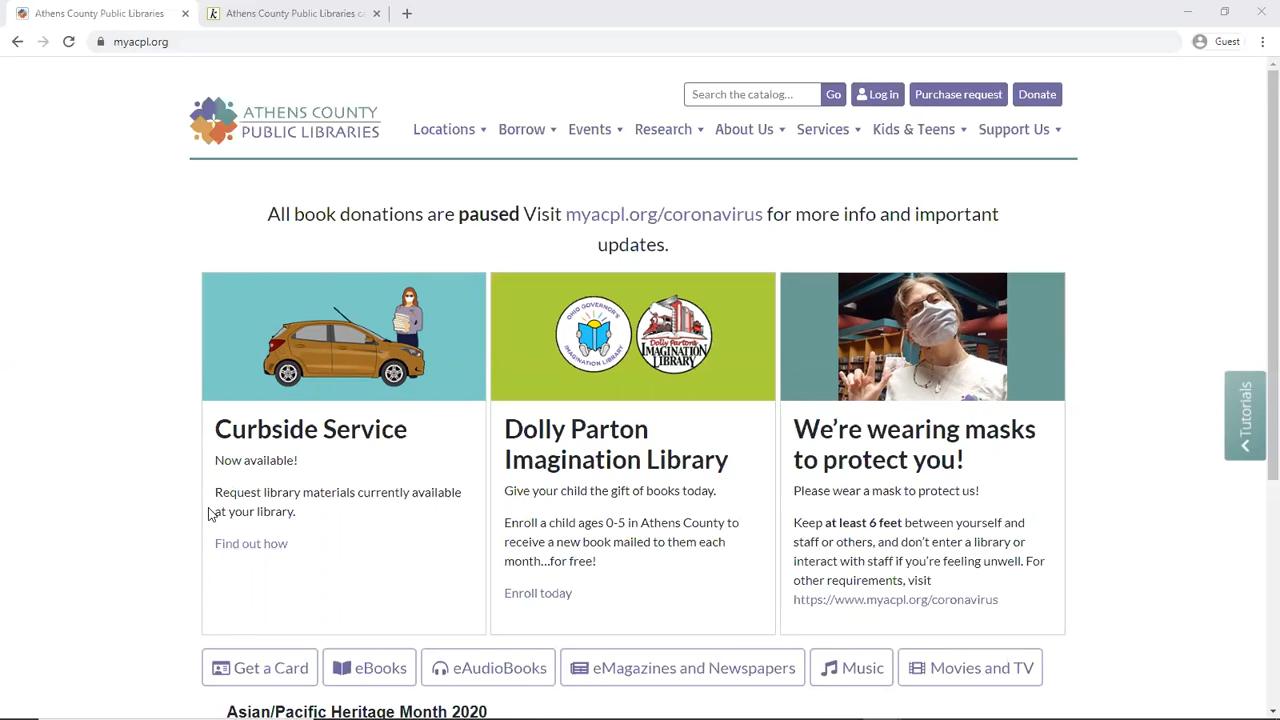 Athens County Public Libraries
Athens County Public Libraries ca
myacpl.org
Guest
Search the catalog...
Go
Log in
Purchase request
Donate
ATHENS COUNTY
PUBLIC LIBRARIES
Locations
Borrow
Events
Research
About Us
Services
Kids & Teens
Support Us
All book donations are paused Visit myacpl.org/coronavirus for more info and important
updates.
OHIO GOVERNOR'S
IMAGINATION LIBRARY
Dolly Parton's
IMAGINATION
LIBRARY
Curbside Service
Now available!
Request library materials currently available
at your library.
Find out how
Dolly Parton
Imagination Library
Give your child the gift of books today.
Enroll a child ages 0-5 in Athens County to
receive a new book mailed to them each
month...for free!
Enroll today
We're wearing masks
to protect you!
Please wear a mask to protect us!
Keep at least 6 feet between yourself and
staff or others, and don't enter a library or
interact with staff if you're feeling unwell. For
other requirements, visit
https://www.myacpl.org/coronavirus
Tutorials
Get a Card
eBooks
eAudioBooks
eMagazines and Newspapers
Music
Movies and TV
Asian/Pacific Heritage Month 2020